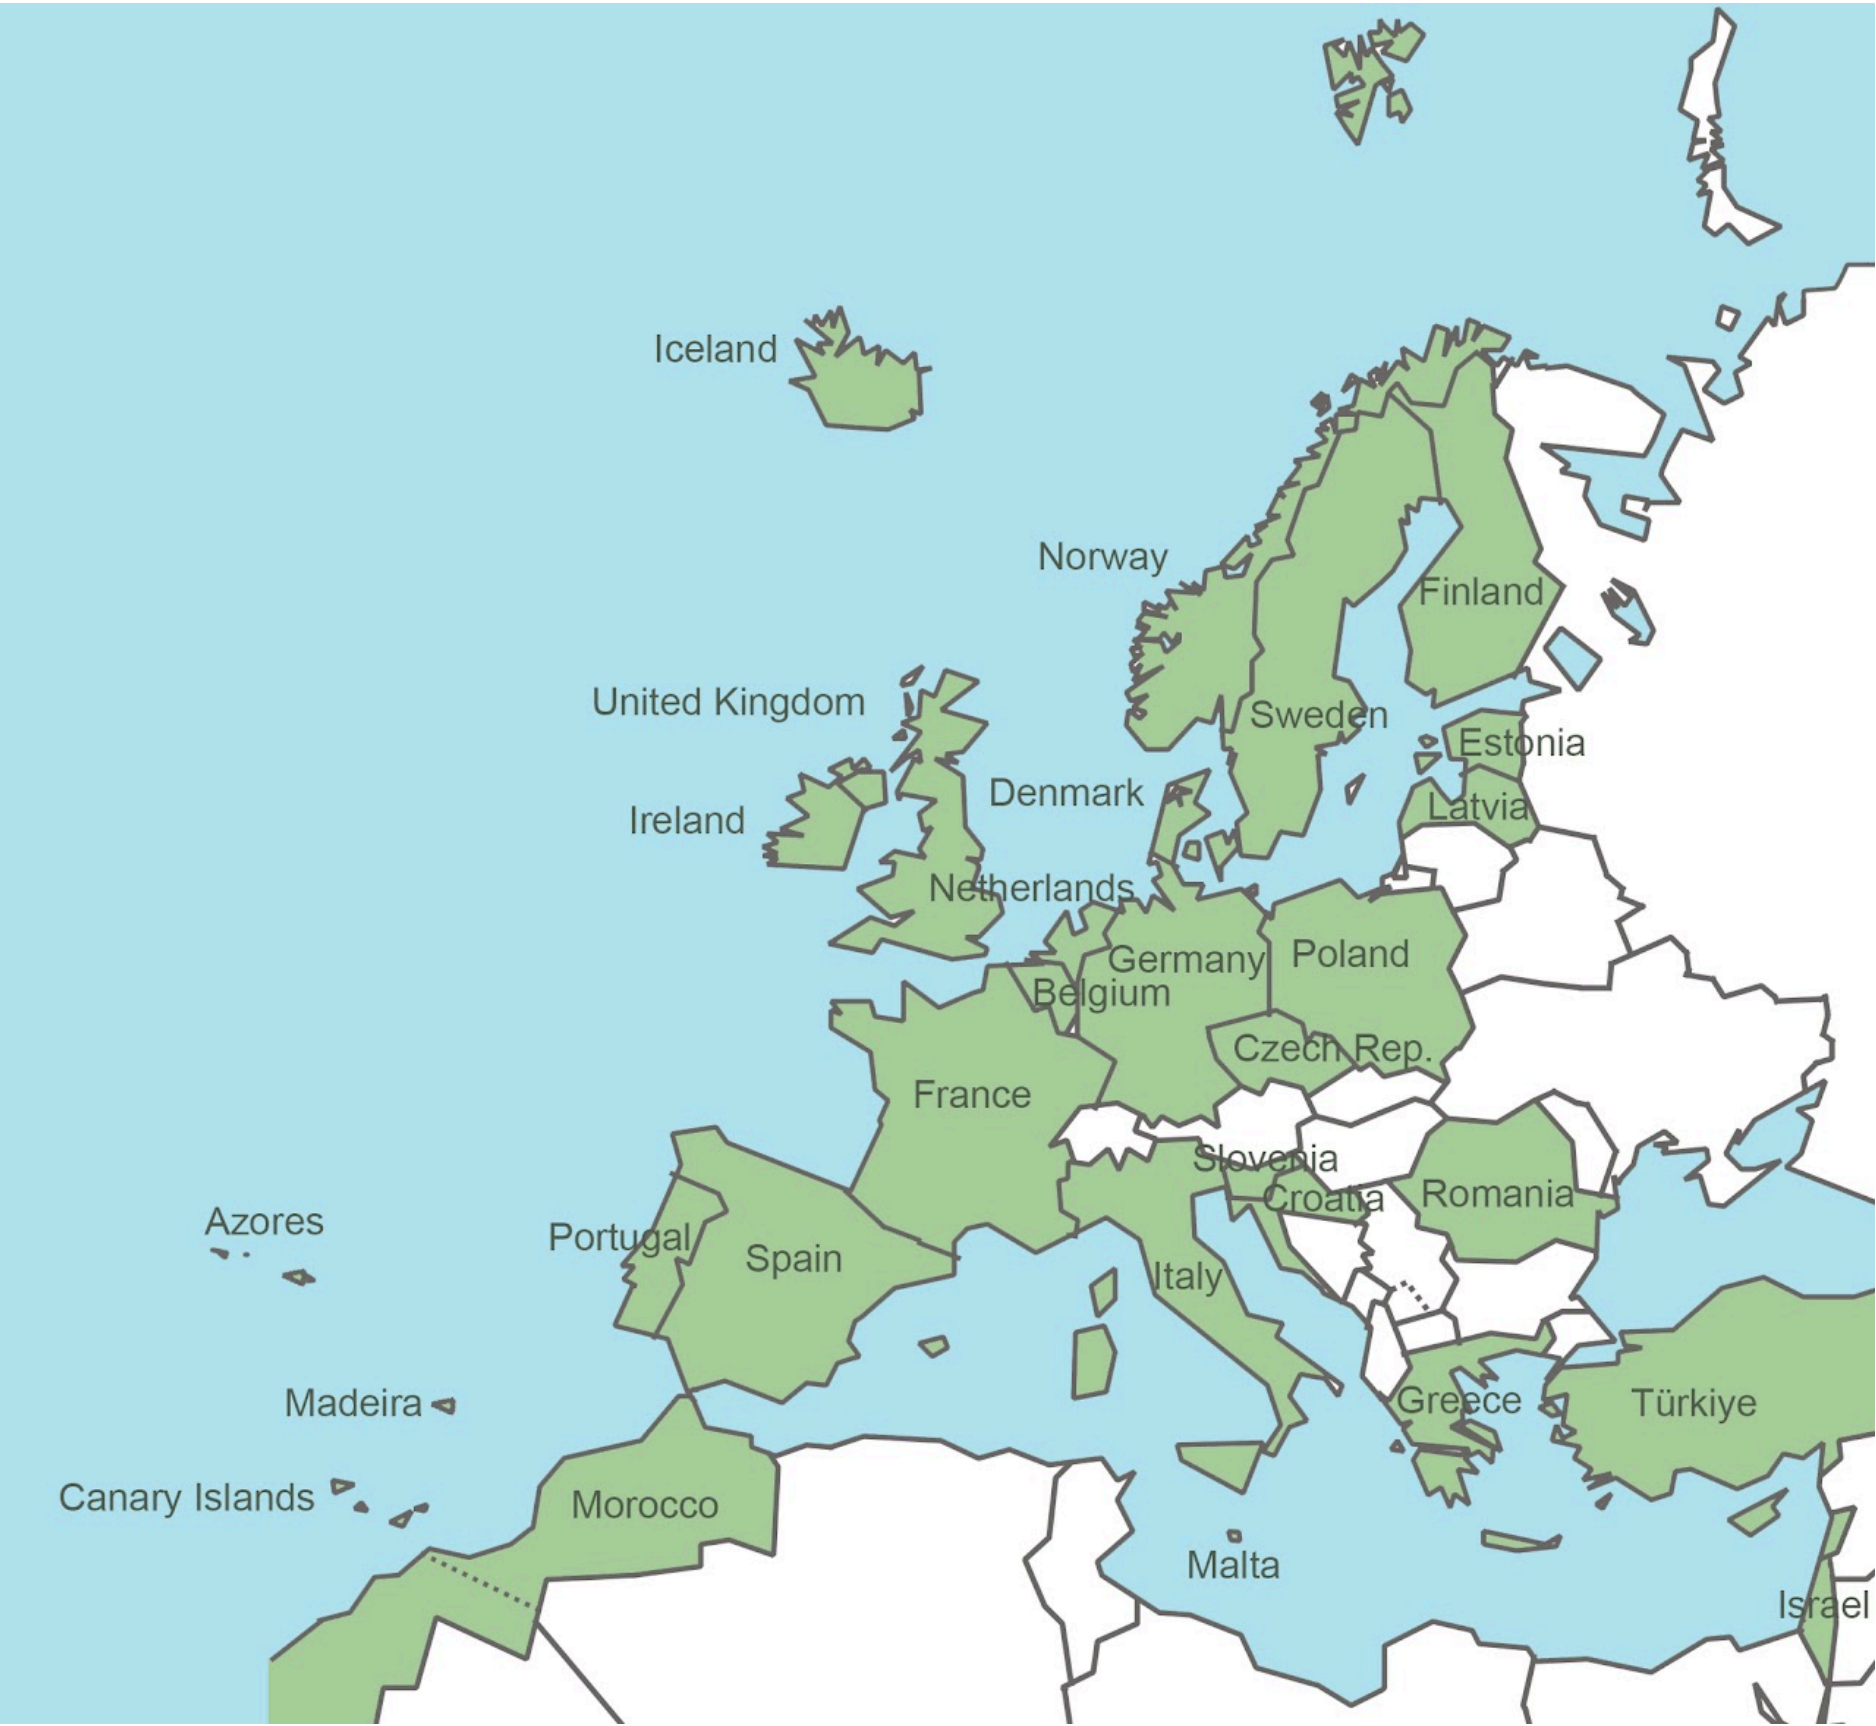 Iceland
Norway
Finland
United Kingdom
Sweden
Estonia
Denmark
Latvia
Ireland
Netherlands
Germany
Poland
Belgium
Czech Rep.
France
Slovenia
Croatia
Romania
Azores
Portugal
Spain
Italy
Madeira
Greece
Türkiye
Canary Islands
Morocco
Malta
Israel